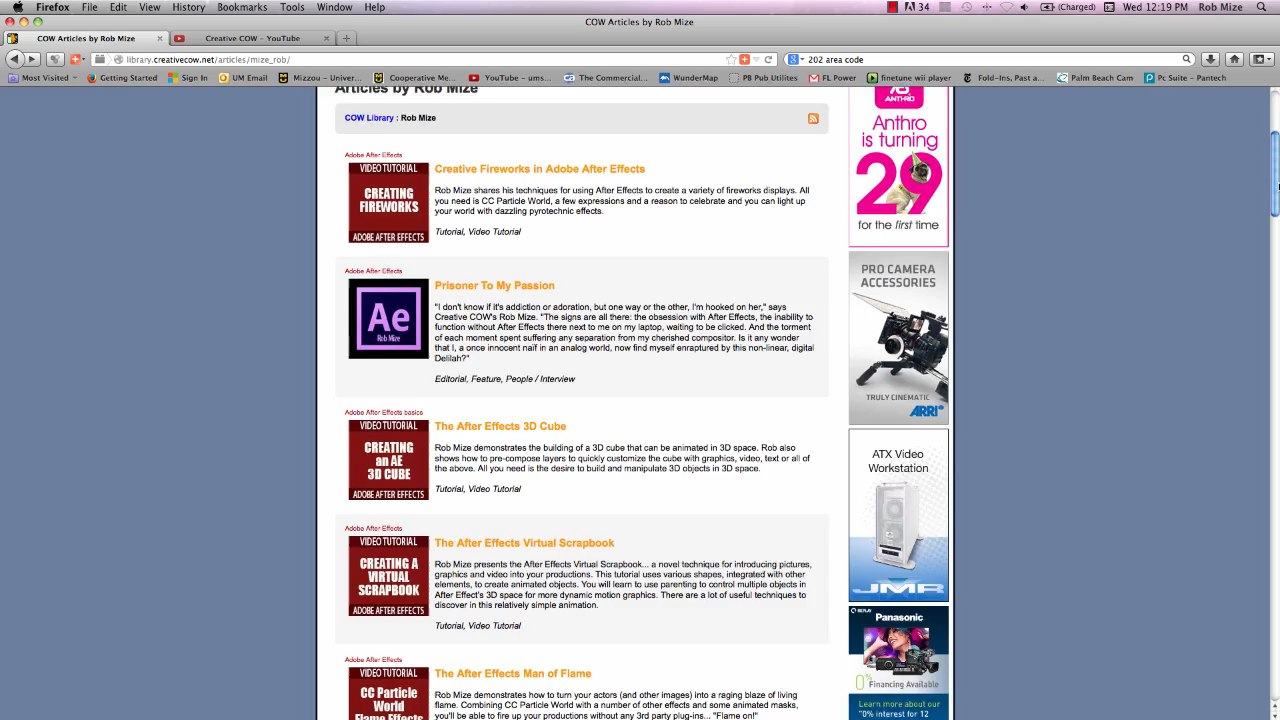 Firefox File Edit View History Bookmarks Tools Window Help 34 (Charged) Wed 12:19 PM Rob Mize
COW Articles by Rob Mize
COW Articles by Rob Mize Creative COW - YouTube
library.creativecow.net/articles/mize_rob/ 202 area code
Most Visited Getting Started Sign In UM Email Mizzou – Univer... Cooperative Me... YouTube – ums... The Commercial... WunderMap PB Pub Utilites FL Power finetune wii player Fold-Ins, Past a... Palm Beach Cam Pc Suite – Pantech
Articles by Rob Mize
COW Library : Rob Mize
Adobe After Effects
VIDEO TUTORIAL
CREATING
FIREWORKS
ADOBE AFTER EFFECTS
Creative Fireworks in Adobe After Effects
Rob Mize shares his techniques for using After Effects to create a variety of fireworks displays. All
you need is CC Particle World, a few expressions and a reason to celebrate and you can light up
your world with dazzling pyrotechnic effects.
Tutorial, Video Tutorial
Adobe After Effects
Ae
Rob Mize
Prisoner To My Passion
"I don't know if it's addiction or adoration, but one way or the other, I'm hooked on her," says
Creative COW's Rob Mize. "The signs are all there: the obsession with After Effects, the inability to
function without After Effects there next to me on my laptop, waiting to be clicked. And the torment
of each moment spent suffering any separation from my cherished compositor. Is it any wonder
that I, a once innocent naïf in an analog world, now find myself enraptured by this non-linear, digital
Delilah?"
Editorial, Feature, People / Interview
Adobe After Effects basics
VIDEO TUTORIAL
CREATING
an AE
3D CUBE
ADOBE AFTER EFFECTS
The After Effects 3D Cube
Rob Mize demonstrates the building of a 3D cube that can be animated in 3D space. Rob also
shows how to pre-compose layers to quickly customize the cube with graphics, video, text or all of
the above. All you need is the desire to build and manipulate 3D objects in 3D space.
Tutorial, Video Tutorial
Adobe After Effects
VIDEO TUTORIAL
CREATING A
VIRTUAL
SCRAPBOOK
ADOBE AFTER EFFECTS
The After Effects Virtual Scrapbook
Rob Mize presents the After Effects Virtual Scrapbook... a novel technique for introducing pictures,
graphics and video into your productions. This tutorial uses various shapes, integrated with other
elements, to create animated objects. You will learn to use parenting to control multiple objects in
After Effect's 3D space for more dynamic motion graphics. There are a lot of useful techniques to
discover in this relatively simple animation.
Tutorial, Video Tutorial
Adobe After Effects
VIDEO TUTORIAL
CC Particle
World
Flame Effects
The After Effects Man of Flame
Rob Mize demonstrates how to turn your actors (and other images) into a raging blaze of living
flame. Combining CC Particle World with a number of other effects and some animated masks,
you'll be able to fire up your productions without any 3rd party plug-ins... "Flame on!"
ANTHRO
Anthro
is turning
29
for the first time
PRO CAMERA
ACCESSORIES
TRULY CINEMATIC
ARRI
ATX Video
Workstation
JMR
Panasonic
0% Financing Available
Learn more about our
"0% interest for 12